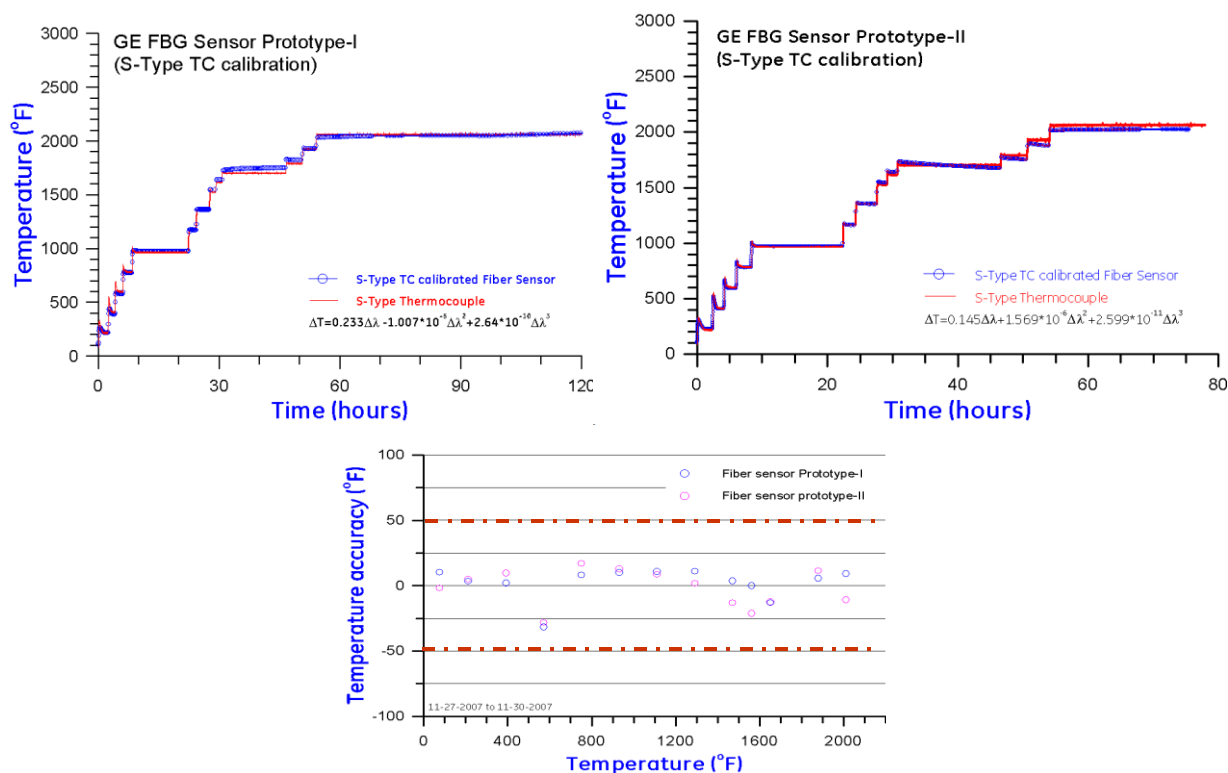 GE FBG Sensor Prototype-I
(S-Type TC calibration)
Temperature (°F)
3000
2500
2000
1500
1000
500
0
S-Type TC calibrated Fiber Sensor
S-Type Thermocouple
ΔT=0.233Δλ -1.007*10⁻⁵Δλ²+2.64*10⁻¹⁰Δλ³
0 30 60 90 120
Time (hours)
GE FBG Sensor Prototype-II
(S-Type TC calibration)
Temperature (°F)
3000
2500
2000
1500
1000
500
0
S-Type TC calibrated Fiber Sensor
S-Type Thermocouple
ΔT=0.145Δλ+1.569*10⁻⁶Δλ²+2.599*10⁻¹¹Δλ³
0 20 40 60 80
Time (hours)
Temperature accuracy (°F)
100
50
0
-50
-100
Fiber sensor Prototype-I
Fiber sensor prototype-II
11-27-2007 to 11-30-2007
0 400 800 1200 1600 2000
Temperature (°F)